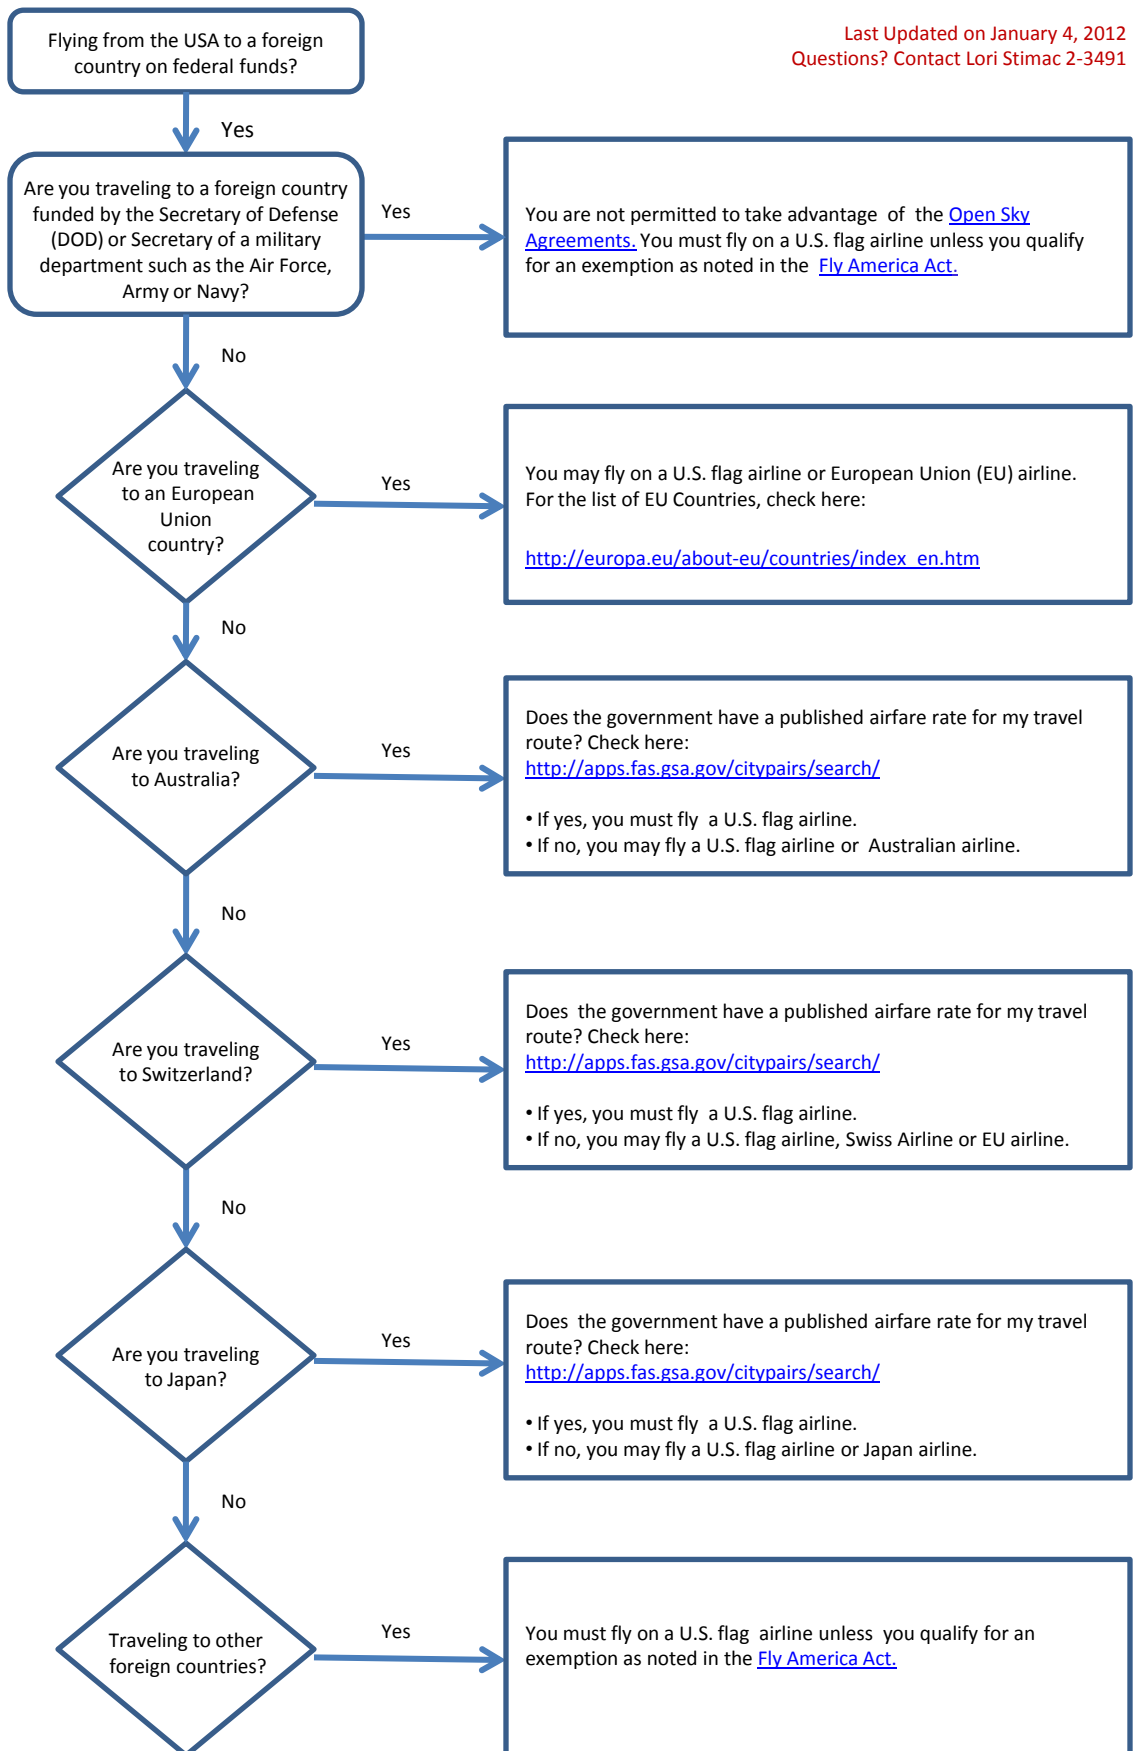 Flying from the USA to a foreign
country on federal funds?
Last Updated on January 4, 2012
Questions? Contact Lori Stimac 2-3491
Yes
Are you traveling to a foreign country
funded by the Secretary of Defense
(DOD) or Secretary of a military
department such as the Air Force,
Army or Navy?
Yes
You are not permitted to take advantage of the Open Sky
Agreements. You must fly on a U.S. flag airline unless you qualify
for an exemption as noted in the Fly America Act.
No
Are you traveling
to an European
Union
country?
Yes
You may fly on a U.S. flag airline or European Union (EU) airline.
For the list of EU Countries, check here:
http://europa.eu/about-eu/countries/index_en.htm
No
Are you traveling
to Australia?
Yes
Does the government have a published airfare rate for my travel
route? Check here:
http://apps.fas.gsa.gov/citypairs/search/
• If yes, you must fly a U.S. flag airline.
• If no, you may fly a U.S. flag airline or Australian airline.
No
Are you traveling
to Switzerland?
Yes
Does the government have a published airfare rate for my travel
route? Check here:
http://apps.fas.gsa.gov/citypairs/search/
• If yes, you must fly a U.S. flag airline.
• If no, you may fly a U.S. flag airline, Swiss Airline or EU airline.
No
Are you traveling
to Japan?
Yes
Does the government have a published airfare rate for my travel
route? Check here:
http://apps.fas.gsa.gov/citypairs/search/
• If yes, you must fly a U.S. flag airline.
• If no, you may fly a U.S. flag airline or Japan airline.
No
Traveling to other
foreign countries?
Yes
You must fly on a U.S. flag airline unless you qualify for an
exemption as noted in the Fly America Act.